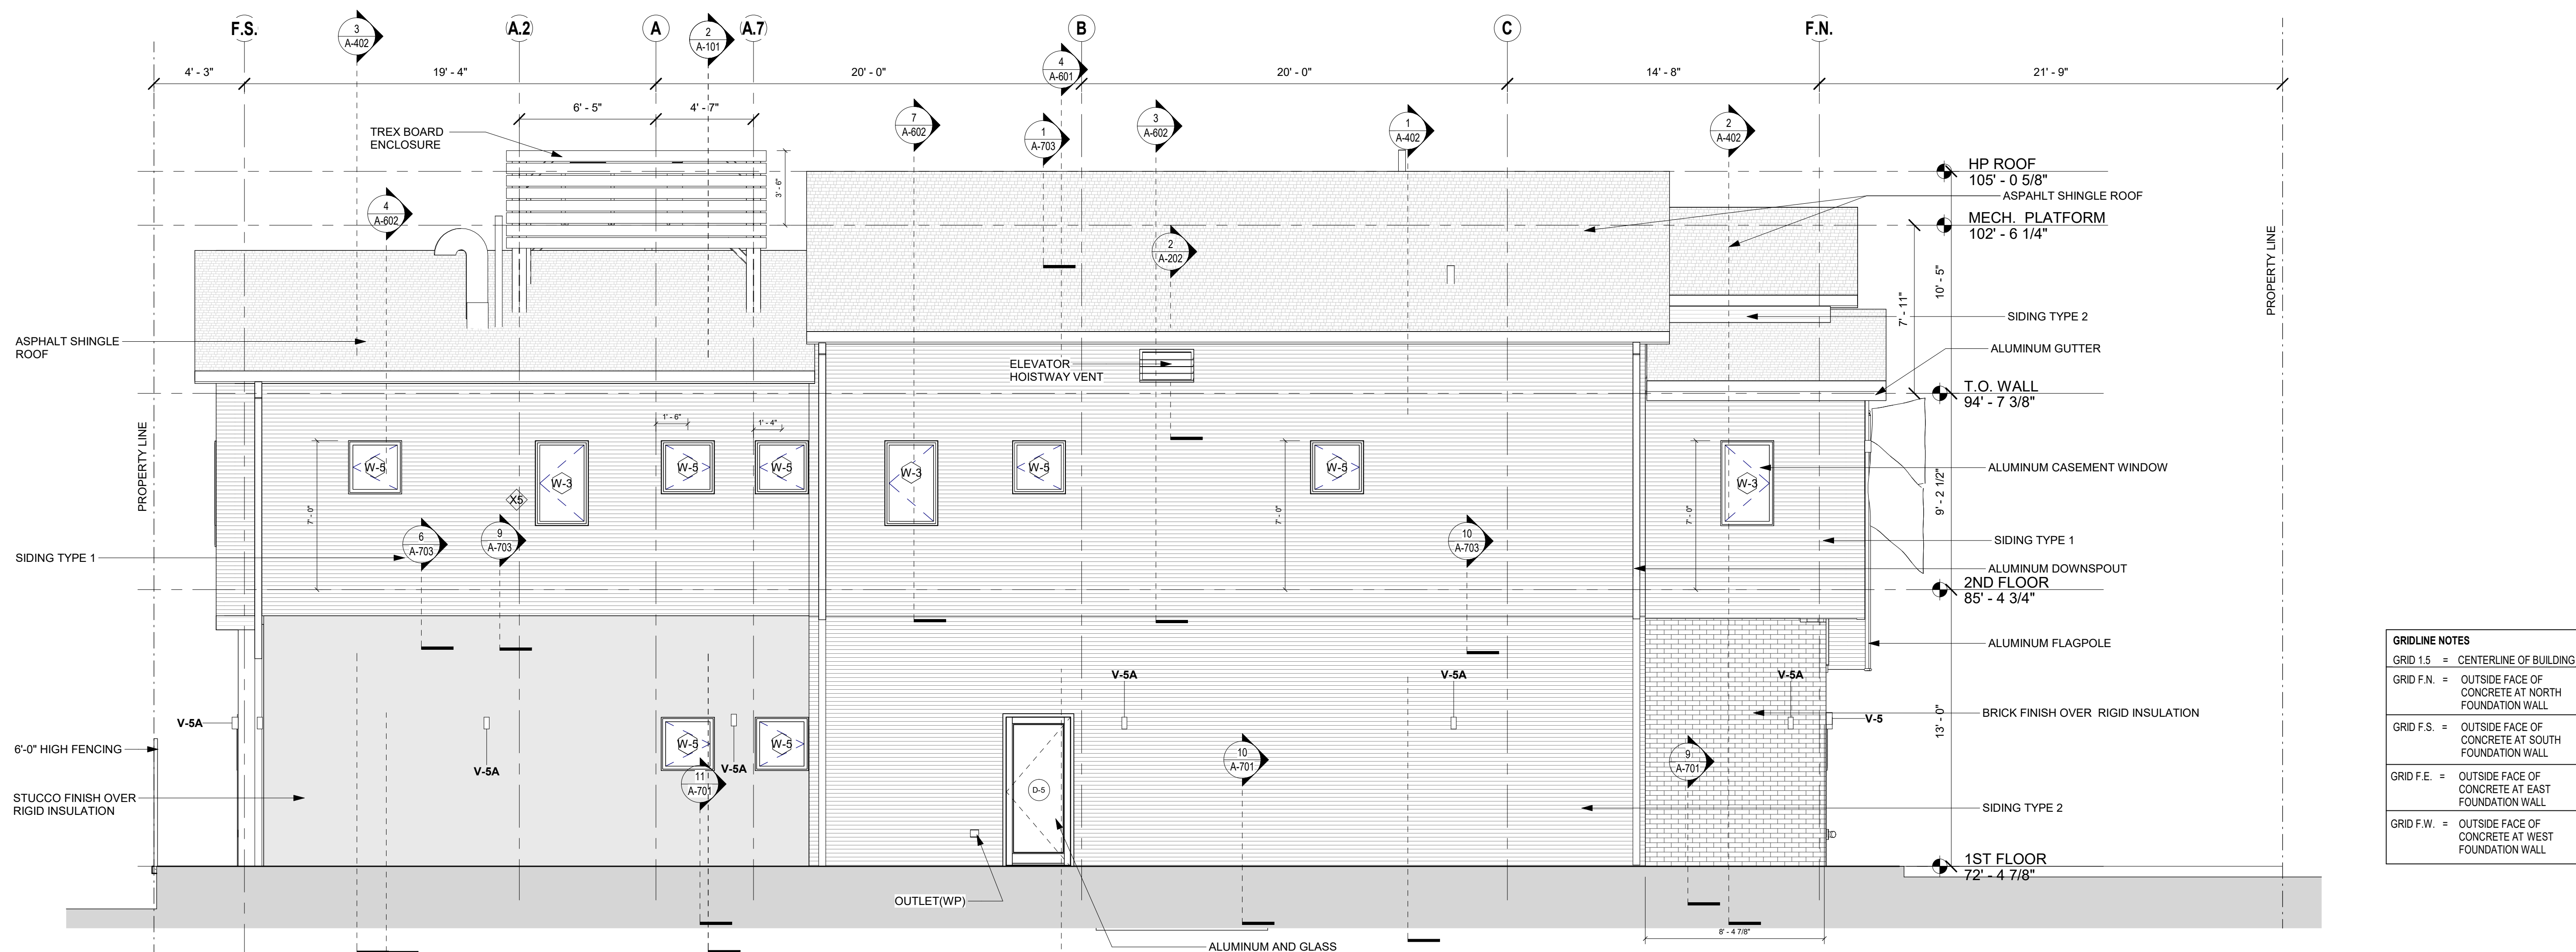 F.S.
A.2
A
A.7
B
C
F.N.
3
A-402
2
A-101
4
A-601
4' - 3"
19' - 4"
20' - 0"
20' - 0"
14' - 8"
21' - 9"
6' - 5"
4' - 7"
TREX BOARD
ENCLOSURE
3' - 6"
7
A-602
1
A-703
3
A-602
1
A-402
2
A-402
4
A-602
2
A-202
HP ROOF
105' - 0 5/8"
ASPAHLT SHINGLE ROOF
MECH. PLATFORM
102' - 6 1/4"
PROPERTY LINE
10' - 5"
7' - 11"
SIDING TYPE 2
ASPHALT SHINGLE
ROOF
ALUMINUM GUTTER
ELEVATOR
HOISTWAY VENT
T.O. WALL
94' - 7 3/8"
PROPERTY LINE
1' - 6"
1' - 4"
W-5
W-3
W-5
W-5
W-3
W-5
W-5
W-3
ALUMINUM CASEMENT WINDOW
X5
7' - 0"
7' - 0"
7' - 0"
9' - 2 1/2"
6
A-703
9
A-703
10
A-703
SIDING TYPE 1
SIDING TYPE 1
ALUMINUM DOWNSPOUT
2ND FLOOR
85' - 4 3/4"
ALUMINUM FLAGPOLE
V-5A
V-5A
V-5A
V-5A
V-5A
V-5A
V-5
BRICK FINISH OVER RIGID INSULATION
13' - 0"
6'-0" HIGH FENCING
W-5
W-5
11
A-701
10
A-701
9
A-701
D-5
STUCCO FINISH OVER
RIGID INSULATION
SIDING TYPE 2
1ST FLOOR
72' - 4 7/8"
OUTLET(WP)
8' - 4 7/8"
ALUMINUM AND GLASS
GRIDLINE NOTES
GRID 1.5 = CENTERLINE OF BUILDING
GRID F.N. = OUTSIDE FACE OF
CONCRETE AT NORTH
FOUNDATION WALL
GRID F.S. = OUTSIDE FACE OF
CONCRETE AT SOUTH
FOUNDATION WALL
GRID F.E. = OUTSIDE FACE OF
CONCRETE AT EAST
FOUNDATION WALL
GRID F.W. = OUTSIDE FACE OF
CONCRETE AT WEST
FOUNDATION WALL